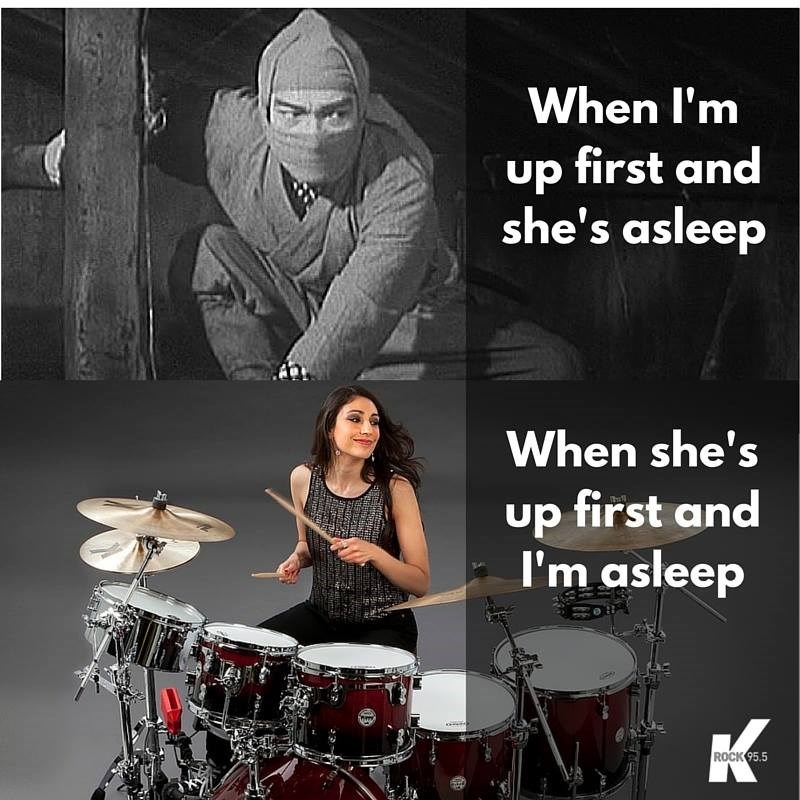 When I'm
up first and
she's asleep
When she's
up first and
I'm asleep
K
ROCK 95.5